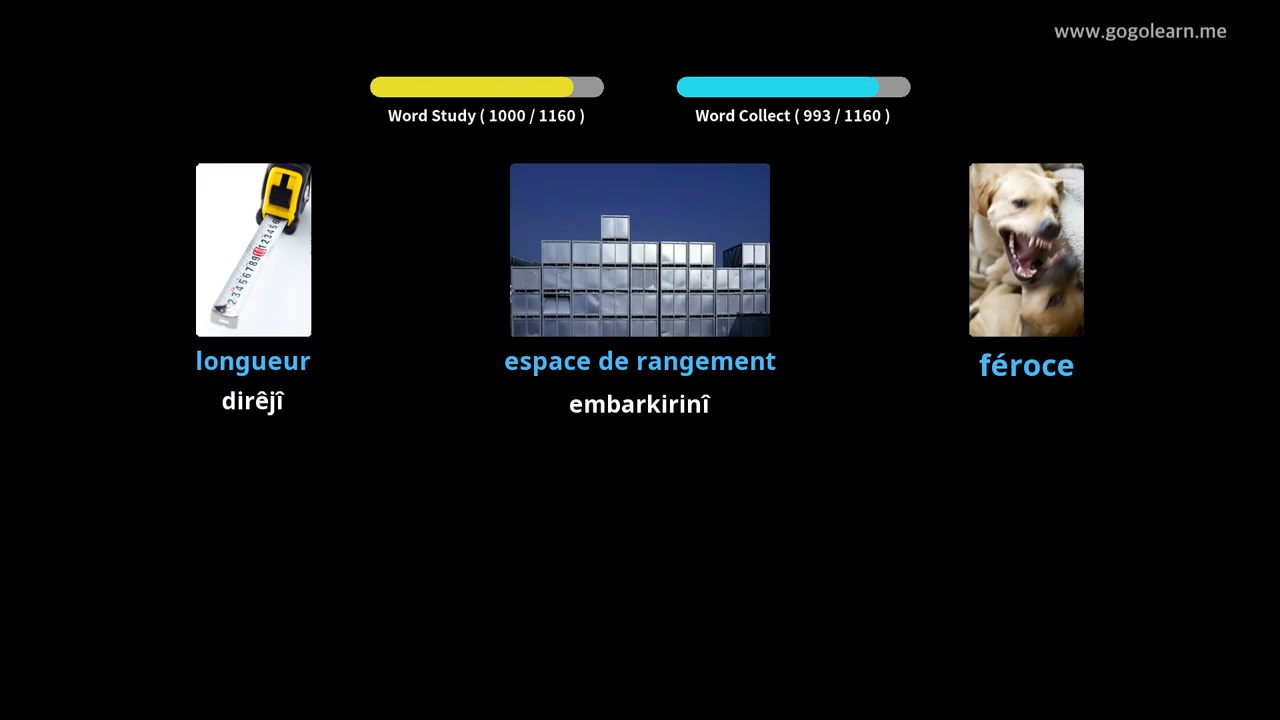 www.gogolearn.me
Word Study ( 1000 / 1160 )
Word Collect ( 993 / 1160 )
longueur
dirêjî
espace de rangement
embarkirinî
féroce